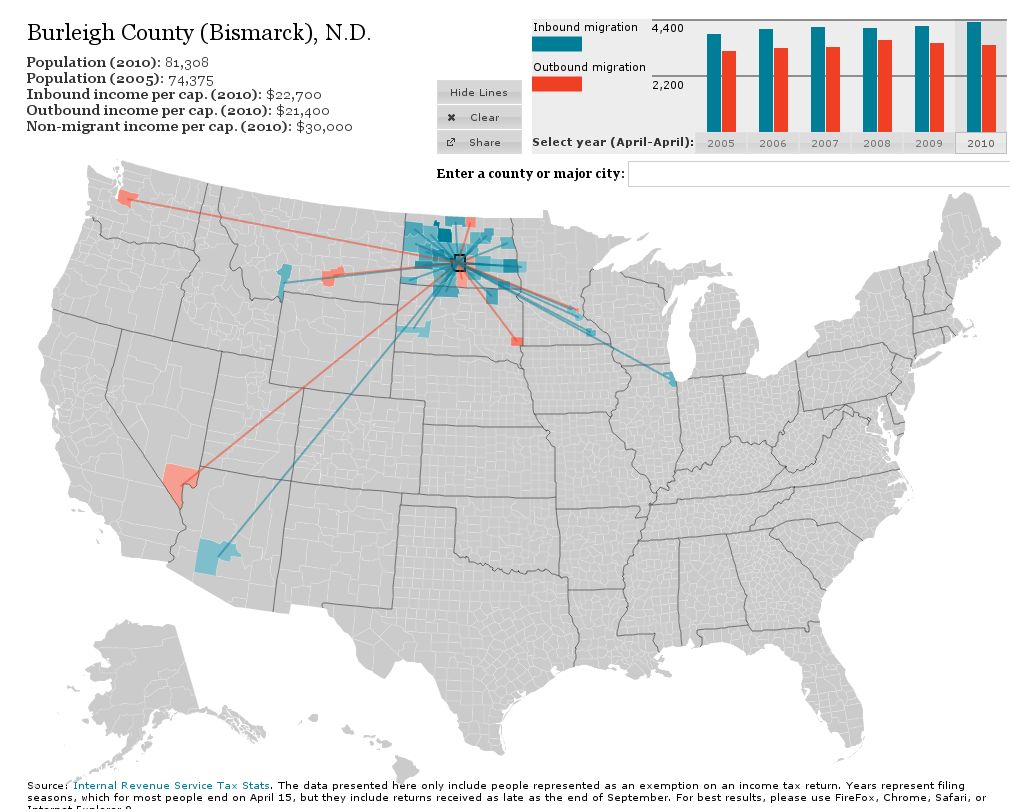 Burleigh County (Bismarck), N.D.
Population (2010): 81,308
Population (2005): 74,375
Inbound income per cap. (2010): $22,700
Outbound income per cap. (2010): $21,400
Non-migrant income per cap. (2010): $30,000
Hide Lines
Clear
Share
Inbound migration
Outbound migration
4,400
2,200
Select year (April-April):
2005 2006 2007 2008 2009 2010
Enter a county or major city:
Source: Internal Revenue Service Tax Stats. The data presented here only include people represented as an exemption on an income tax return. Years represent filing
seasons, which for most people end on April 15, but they include returns received as late as the end of September. For best results, please use FireFox, Chrome, Safari, or
Internet Explorer 9.